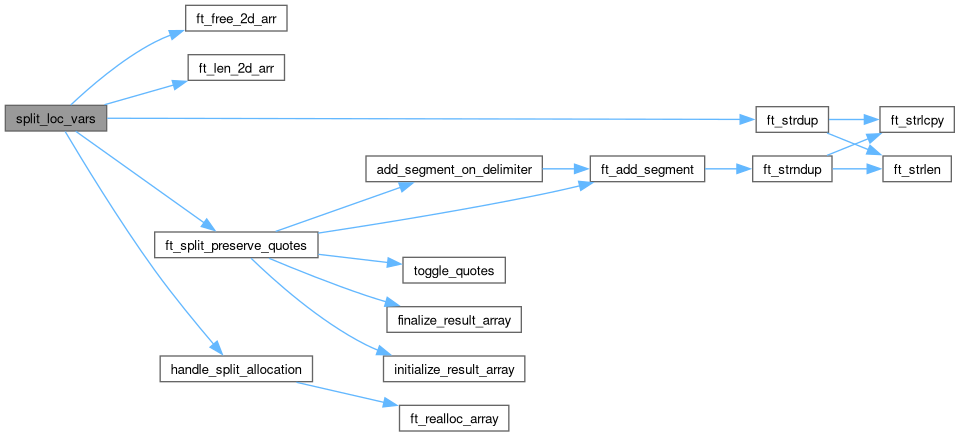 ft_free_2d_arr
ft_len_2d_arr
split_loc_vars
ft_strdup
ft_strlcpy
add_segment_on_delimiter
ft_add_segment
ft_strndup
ft_strlen
ft_split_preserve_quotes
toggle_quotes
finalize_result_array
handle_split_allocation
initialize_result_array
ft_realloc_array